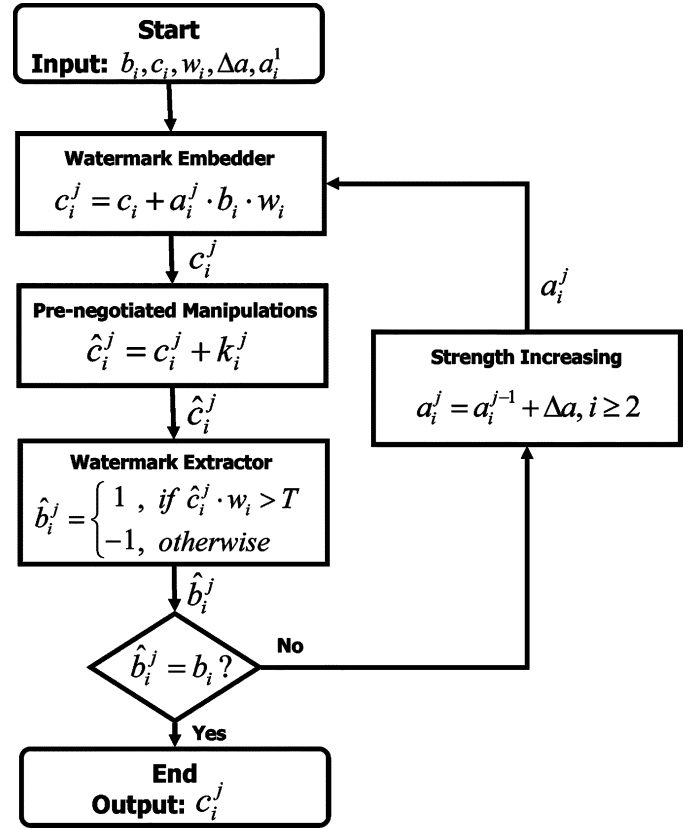 Start
Input: b_i, c_i, w_i, Δa, a_i^1
Watermark Embedder
c_i^j = c_i + a_i^j · b_i · w_i
c_i^j
Pre-negotiated Manipulations
ĉ_i^j = c_i^j + k_i^j
ĉ_i^j
Watermark Extractor
b̂_i^j = { 1 , if ĉ_i^j · w_i > T
−1, otherwise
b̂_i^j
b̂_i^j = b_i ?
No
Yes
End
Output: c_i^j
Strength Increasing
a_i^j = a_i^{j−1} + Δa, i ≥ 2
a_i^j